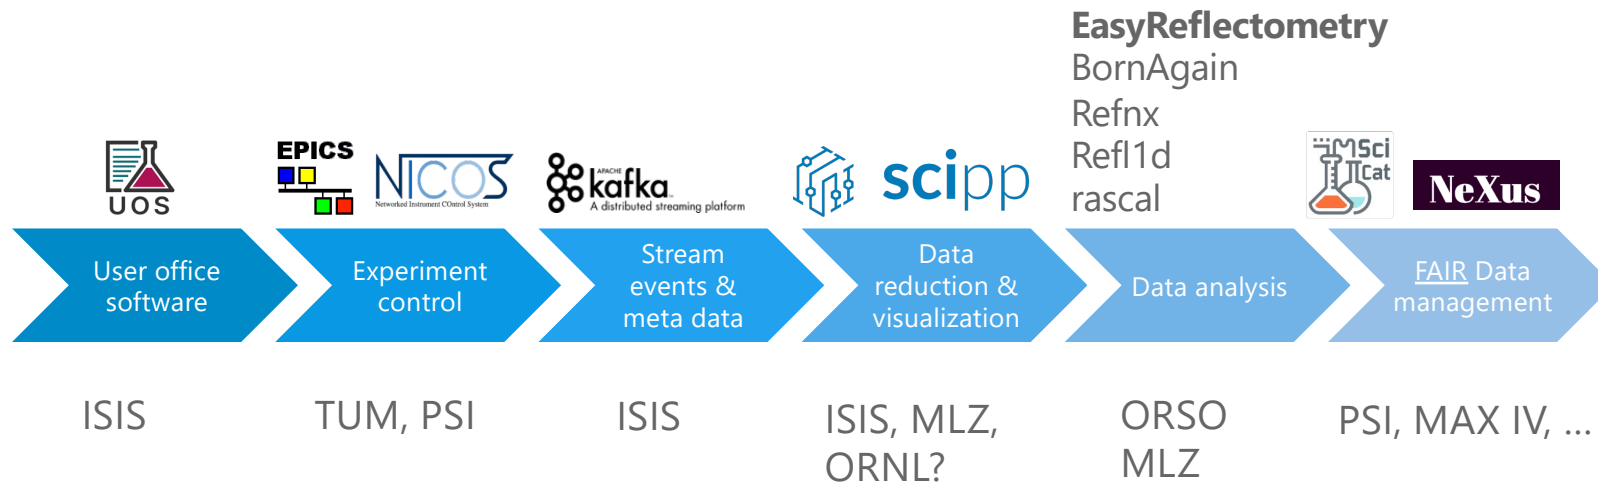 EasyReflectometry
BornAgain
Refnx
Refl1d
rascal
UOS
EPICS
NICOS
Networked Instrument COntrol System
APACHE
kafka
A distributed streaming platform
scipp
SciCat
NeXus
User office
software
Experiment
control
Stream
events &
meta data
Data
reduction &
visualization
Data analysis
FAIR Data
management
ISIS
TUM, PSI
ISIS
ISIS, MLZ,
ORNL?
ORSO
MLZ
PSI, MAX IV, ...